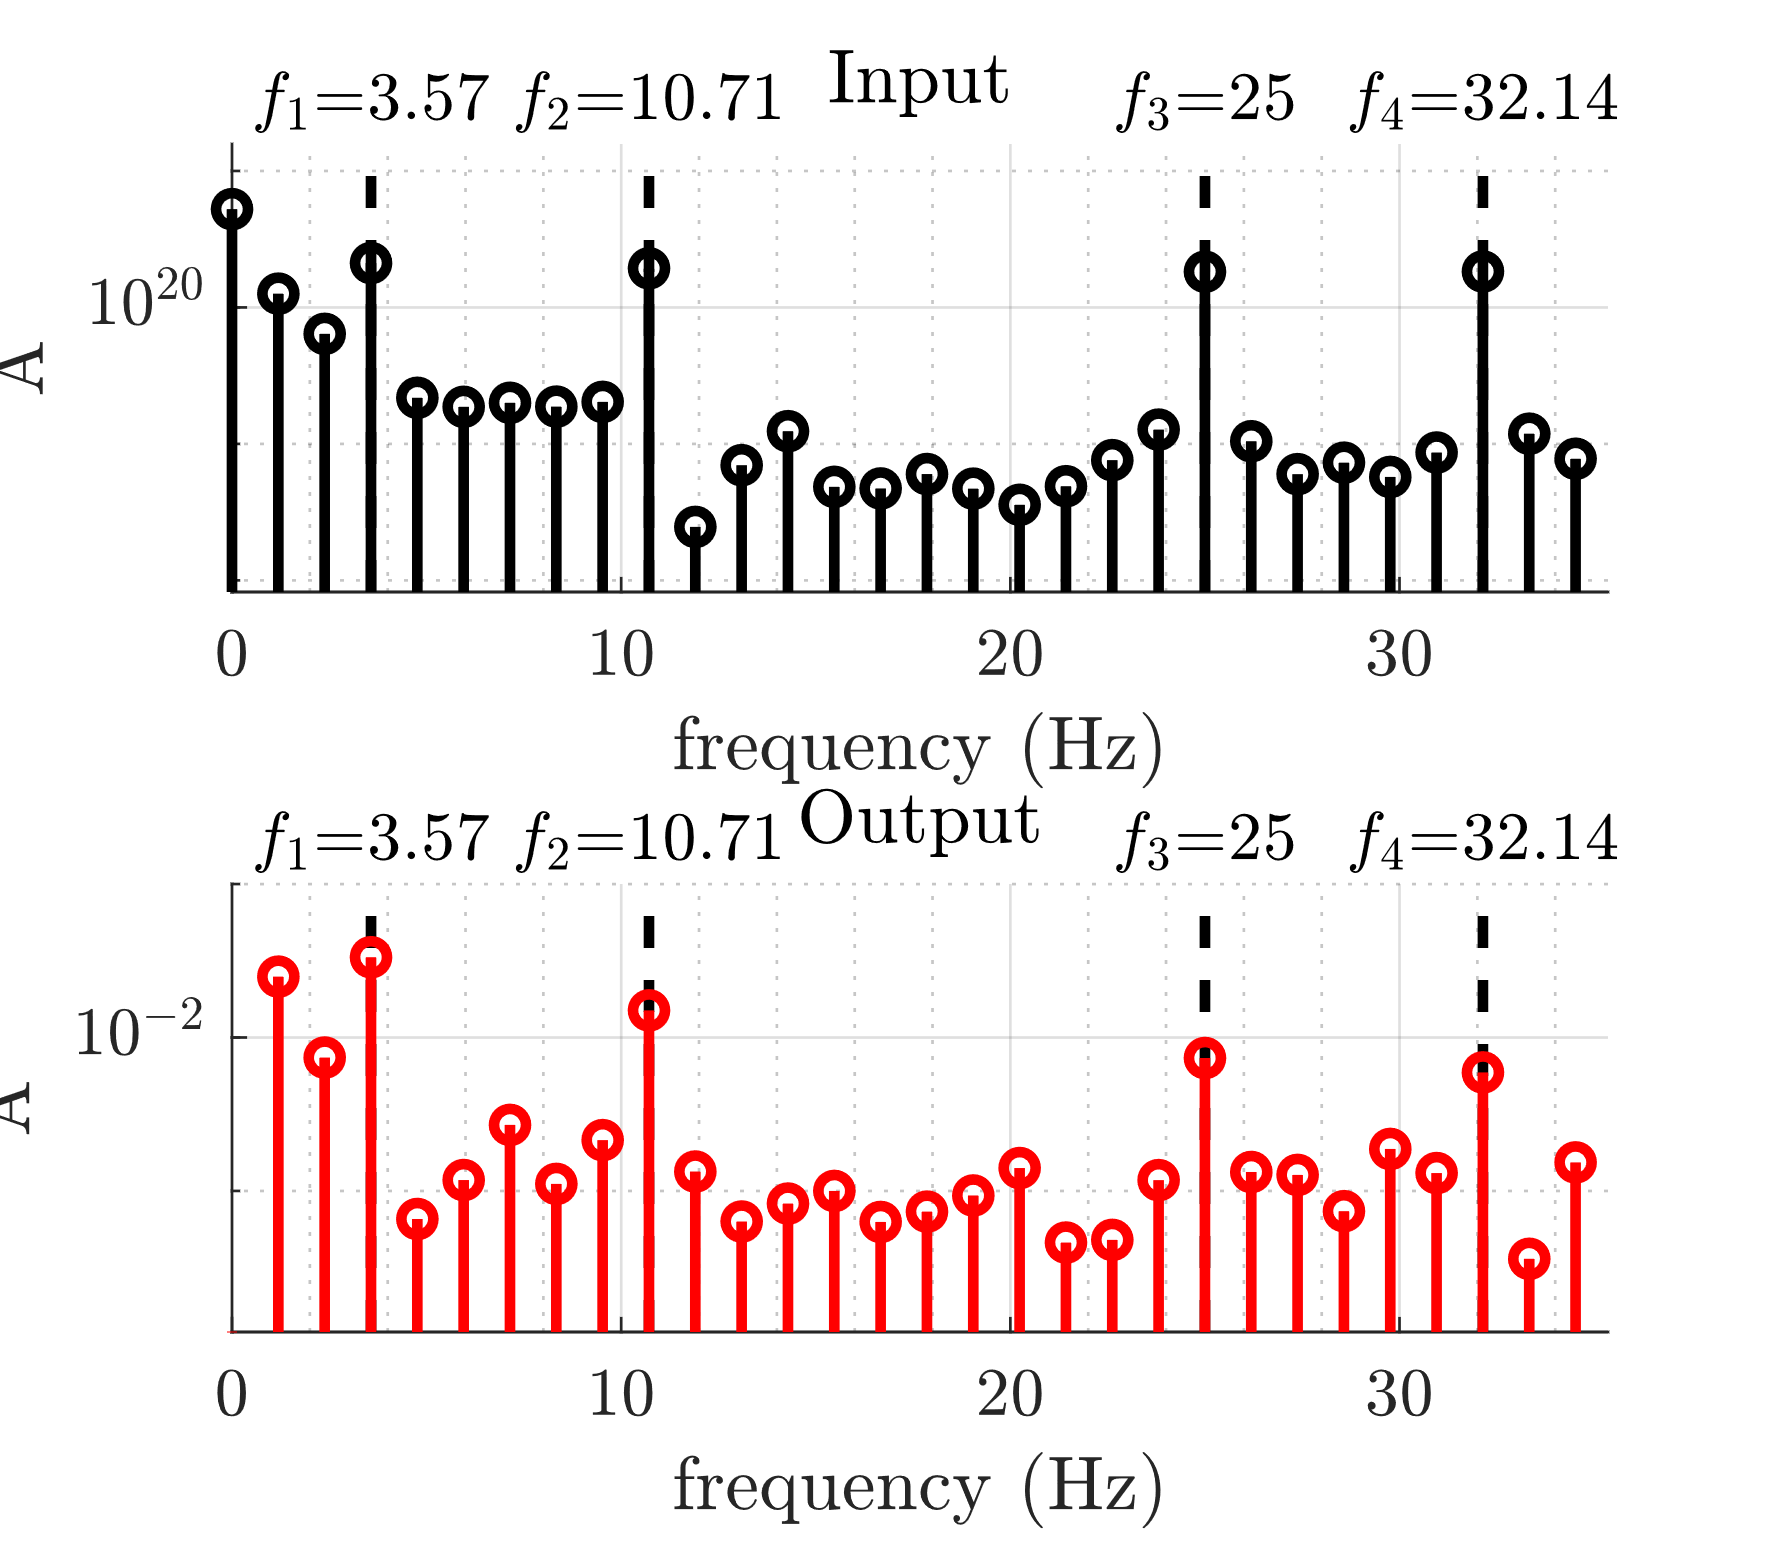 Input
f₁=3.57 f₂=10.71 f₃=25 f₄=32.14
10²⁰
A
0 10 20 30
frequency (Hz)
Output
f₁=3.57 f₂=10.71 f₃=25 f₄=32.14
10⁻²
A
0 10 20 30
frequency (Hz)